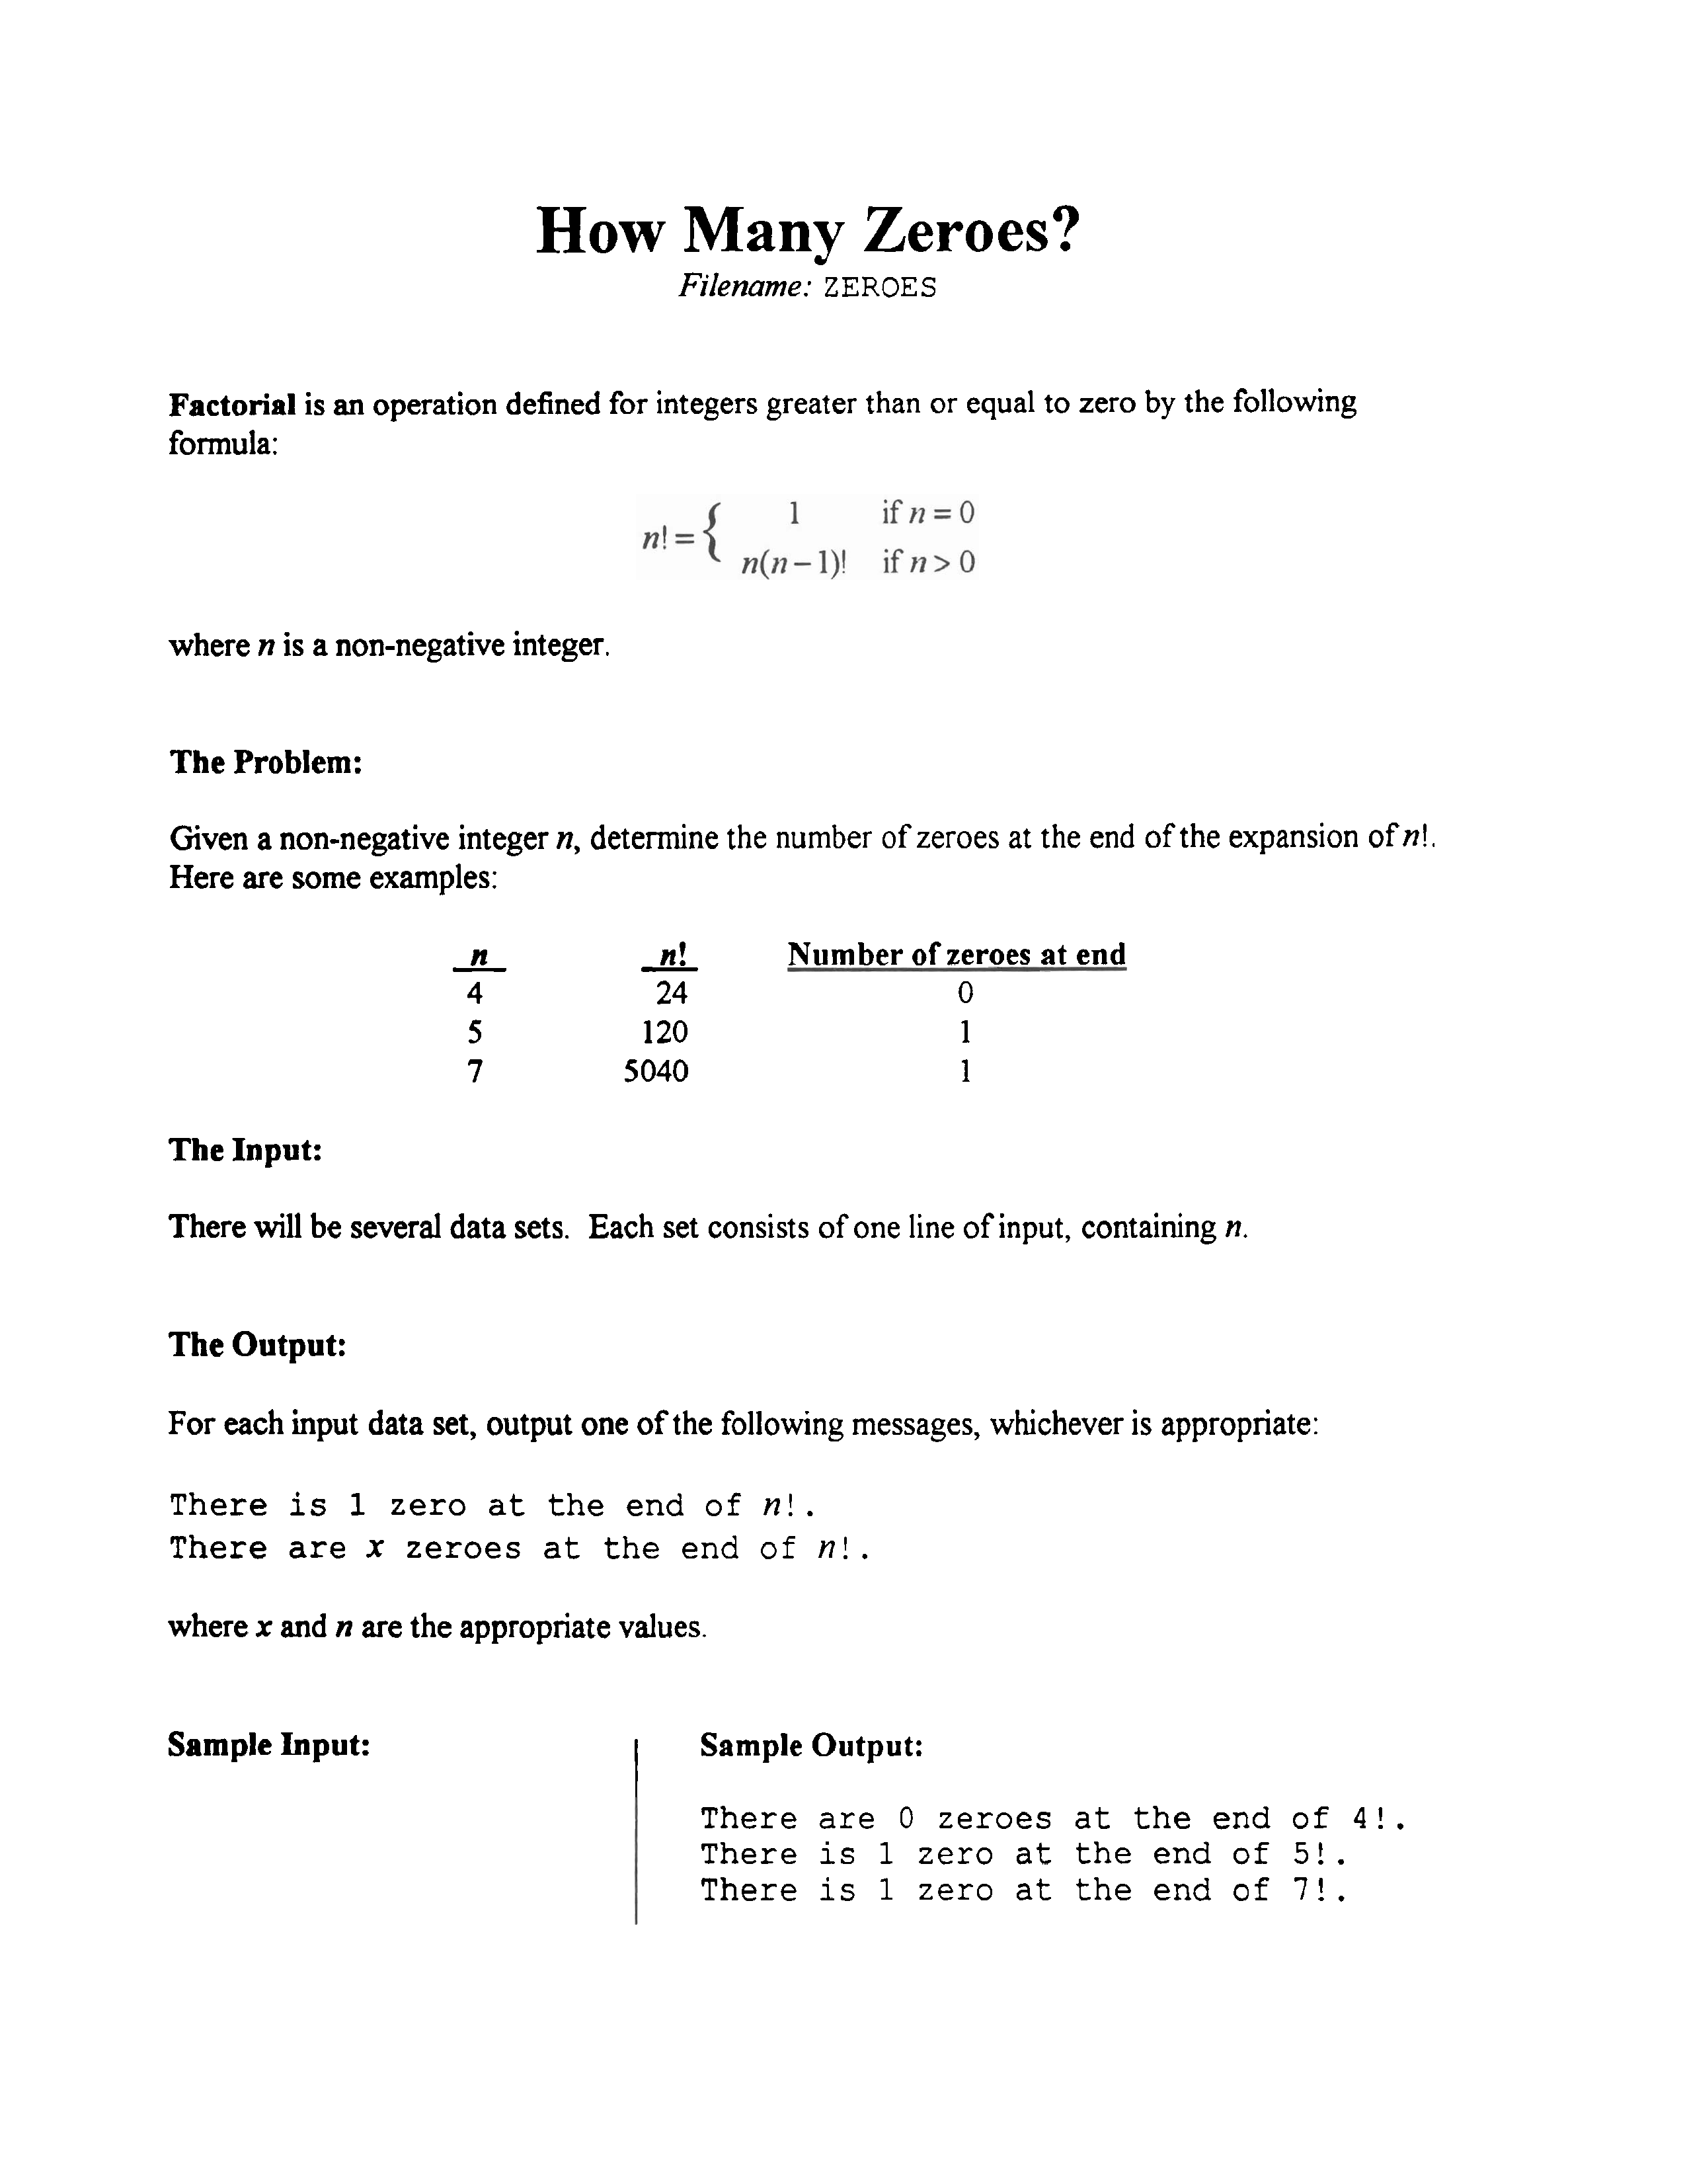 How Many Zeroes?
Filename: ZEROES
Factorial is an operation defined for integers greater than or equal to zero by the following
formula:
n! = { 1 if n = 0
n(n – 1)! if n > 0
where n is a non-negative integer.
The Problem:
Given a non-negative integer n, determine the number of zeroes at the end of the expansion of n!.
Here are some examples:
n n! Number of zeroes at end
4 24 0
5 120 1
7 5040 1
The Input:
There will be several data sets. Each set consists of one line of input, containing n.
The Output:
For each input data set, output one of the following messages, whichever is appropriate:
There is 1 zero at the end of n!.
There are x zeroes at the end of n!.
where x and n are the appropriate values.
Sample Input:
Sample Output:
There are 0 zeroes at the end of 4!.
There is 1 zero at the end of 5!.
There is 1 zero at the end of 7!.